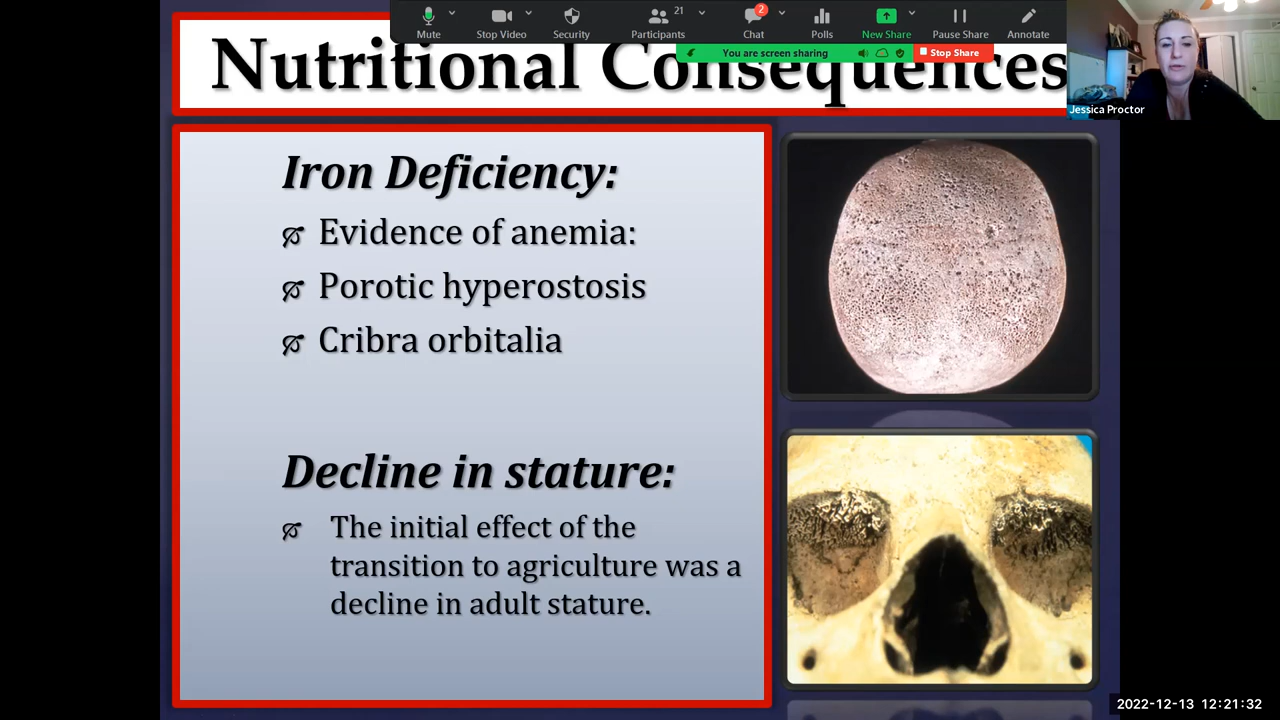 Mute
Stop Video
Security
21
Participants
2
Chat
Polls
New Share
Pause Share
Annotate
You are screen sharing
Stop Share
Jessica Proctor
Nutritional Consequences
Iron Deficiency:
Evidence of anemia:
Porotic hyperostosis
Cribra orbitalia
Decline in stature:
The initial effect of the
transition to agriculture was a
decline in adult stature.
2022-12-13 12:21:32